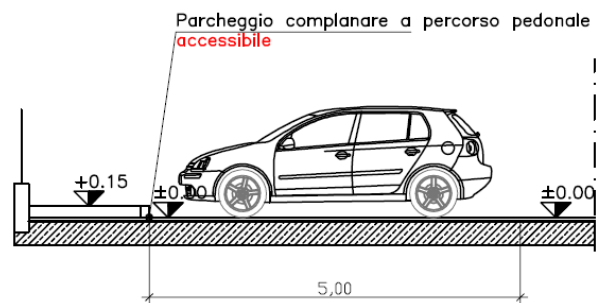 Parcheggio complanare a percorso pedonale
accessibile
+0.15
±0.00
±0.00
5,00